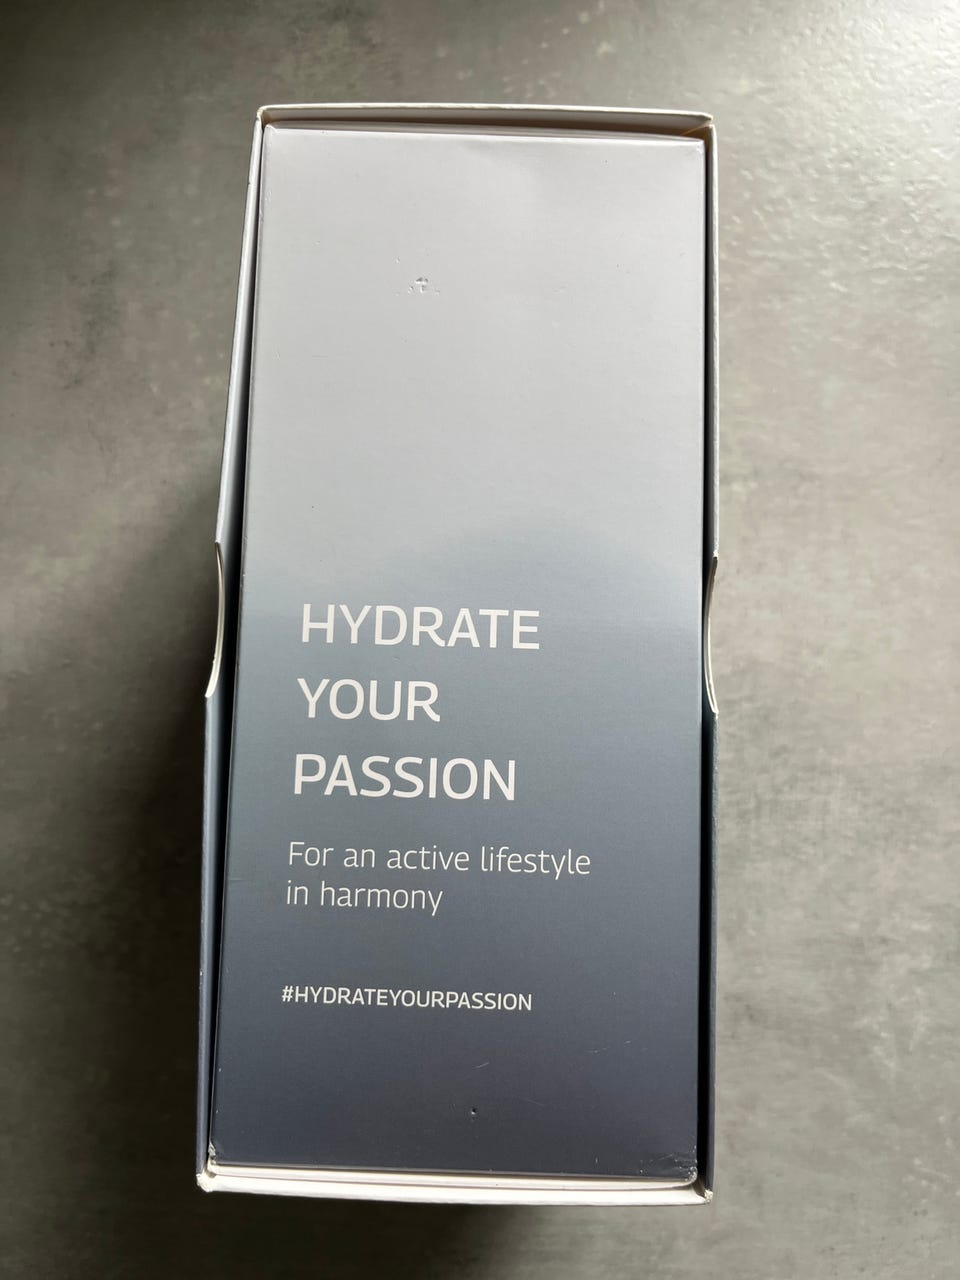 HYDRATE
YOUR
PASSION
For an active lifestyle
in harmony
#HYDRATEYOURPASSION